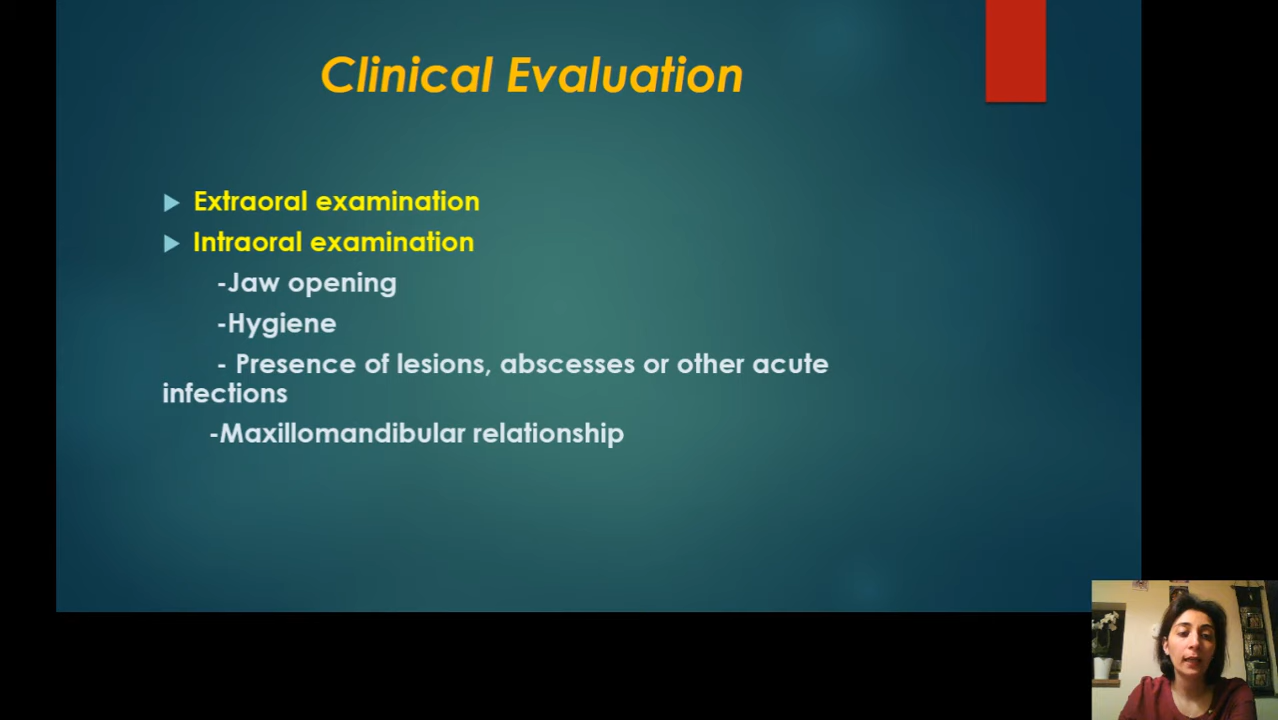 Clinical Evaluation
Extraoral examination
Intraoral examination
-Jaw opening
-Hygiene
- Presence of lesions, abscesses or other acute
infections
-Maxillomandibular relationship